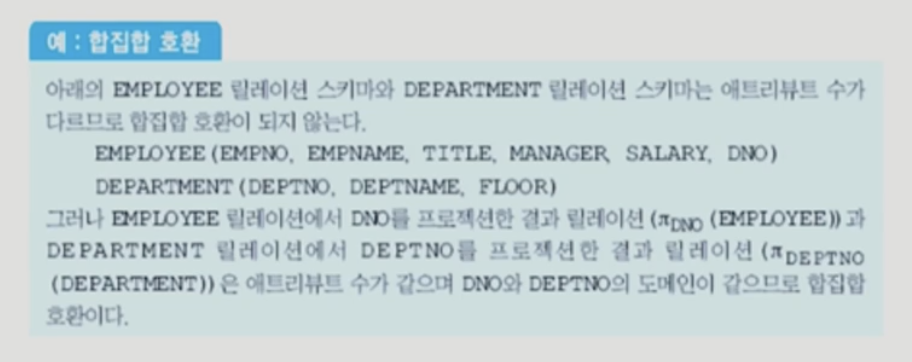 예 : 합집합 호환
아래의 EMPLOYEE 릴레이션 스키마와 DEPARTMENT 릴레이션 스키마는 애트리뷰트 수가
다르므로 합집합 호환이 되지 않는다.
EMPLOYEE(EMPNO, EMPNAME, TITLE, MANAGER, SALARY, DNO)
DEPARTMENT(DEPTNO, DEPTNAME, FLOOR)
그러나 EMPLOYEE 릴레이션에서 DNO를 프로젝션한 결과 릴레이션(πDNO (EMPLOYEE))과
DEPARTMENT 릴레이션에서 DEPTNO를 프로젝션한 결과 릴레이션(πDEPTNO
(DEPARTMENT))은 애트리뷰트 수가 같으며 DNO와 DEPTNO의 도메인이 같으므로 합집합
호환이다.